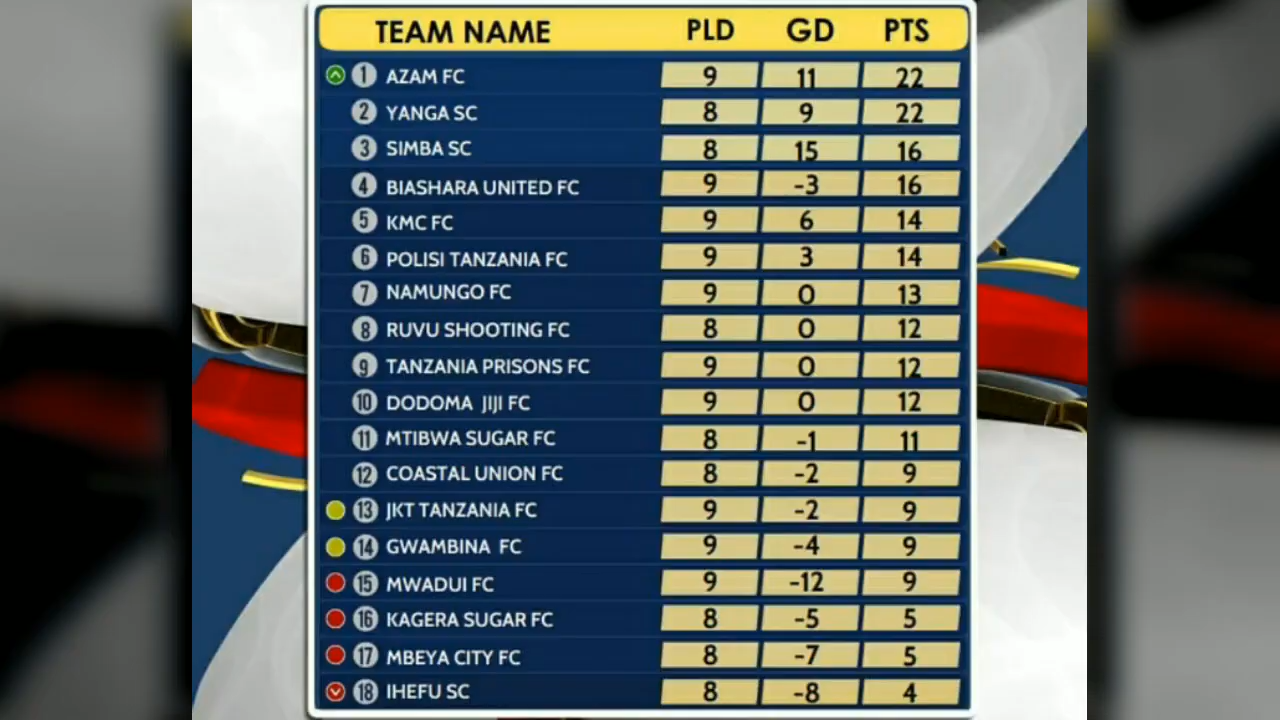 TEAM NAME PLD GD PTS
1 AZAM FC 9 11 22
2 YANGA SC 8 9 22
3 SIMBA SC 8 15 16
4 BIASHARA UNITED FC 9 -3 16
5 KMC FC 9 6 14
6 POLISI TANZANIA FC 9 3 14
7 NAMUNGO FC 9 0 13
8 RUVU SHOOTING FC 8 0 12
9 TANZANIA PRISONS FC 9 0 12
10 DODOMA JIJI FC 9 0 12
11 MTIBWA SUGAR FC 8 -1 11
12 COASTAL UNION FC 8 -2 9
13 JKT TANZANIA FC 9 -2 9
14 GWAMBINA FC 9 -4 9
15 MWADUI FC 9 -12 9
16 KAGERA SUGAR FC 8 -5 5
17 MBEYA CITY FC 8 -7 5
18 IHEFU SC 8 -8 4